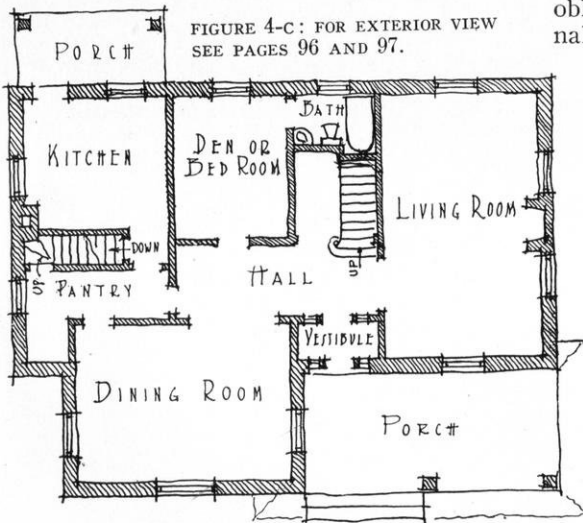 FIGURE 4-C: FOR EXTERIOR VIEW
SEE PAGES 96 AND 97.
PORCH
BATH
KITCHEN
DEN OR
BED ROOM
LIVING ROOM
DOWN
HALL
UP
UP
PANTRY
VESTIBULE
DINING ROOM
PORCH